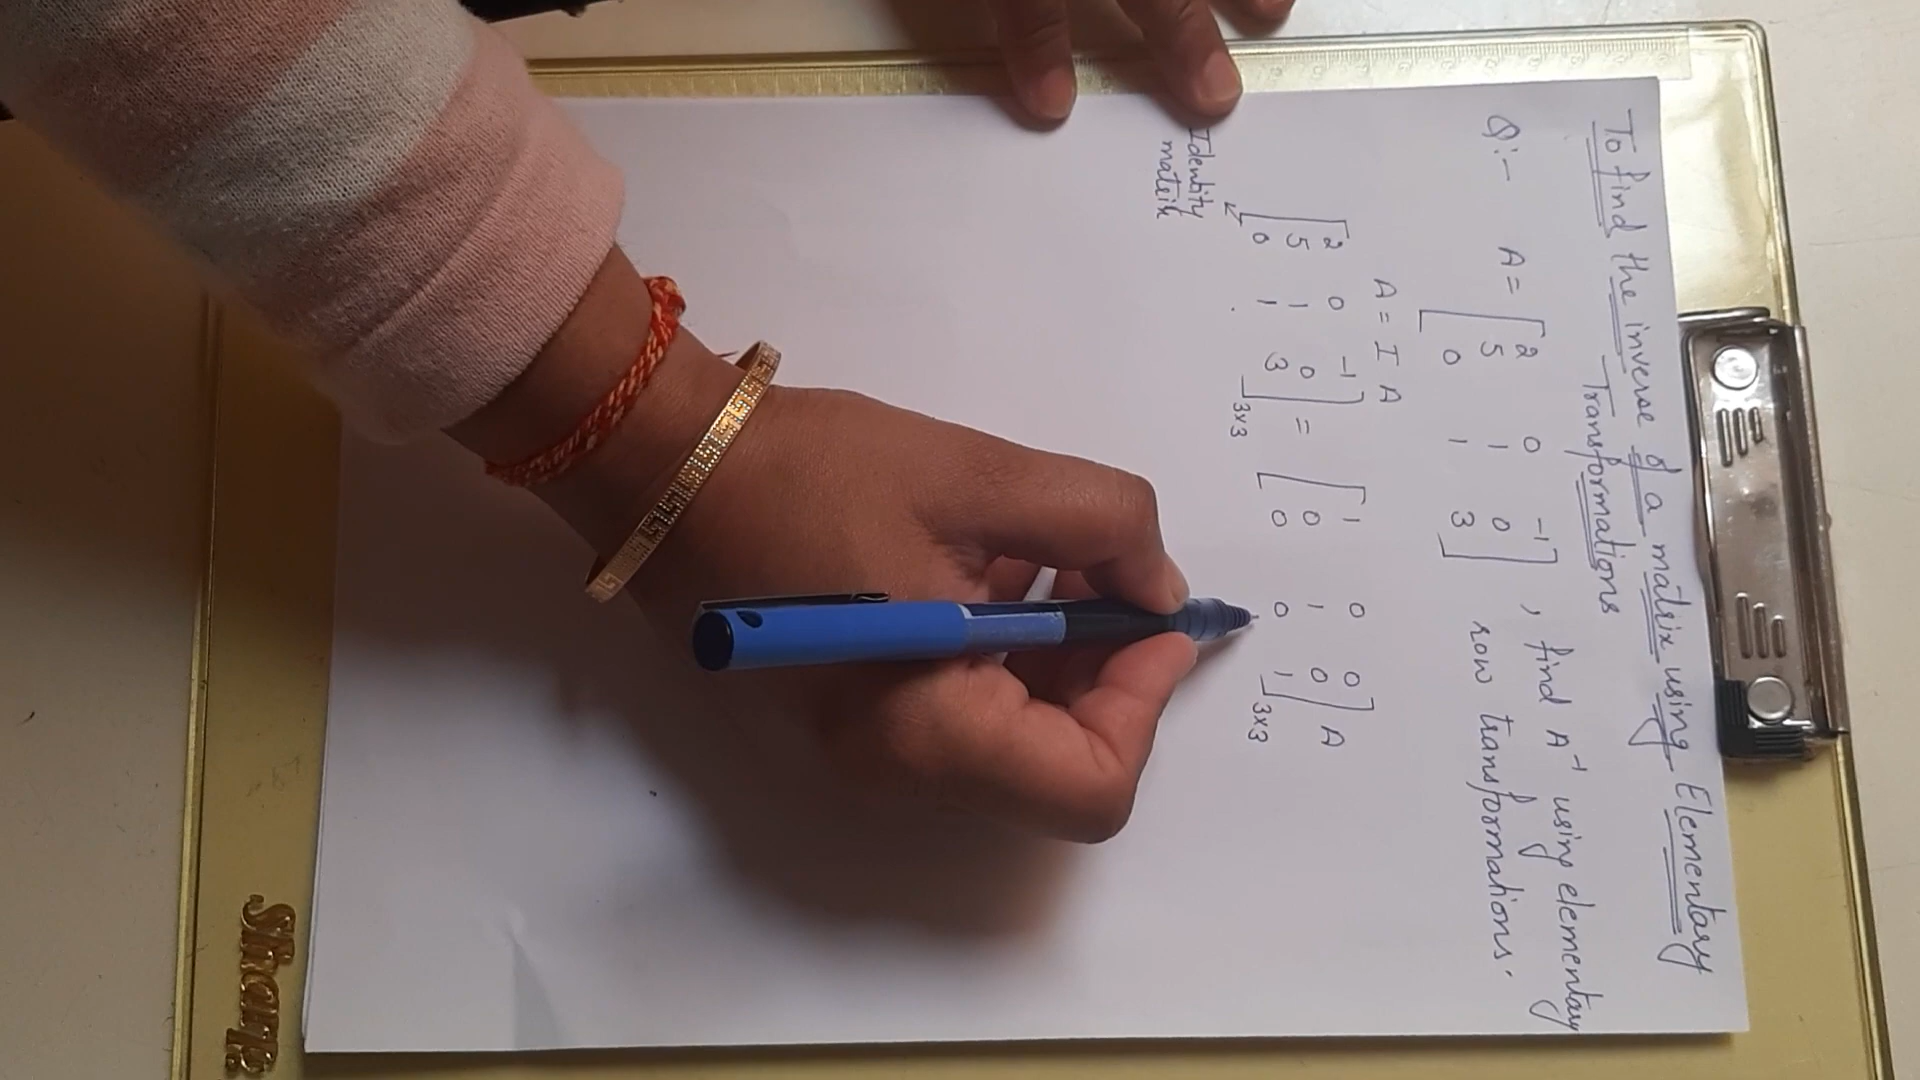 To find the inverse of a matrix using Elementary
Transformations
Q:- A = [2 0 -1
5 1 0
0 1 3] , find A⁻¹ using elementary
row transformations.
A = I A
[2 0 -1
5 1 0
0 1 3]3x3 = [1 0 0
0 1 0
0 0 1]3x3 A
Identity
matrix
Sharp